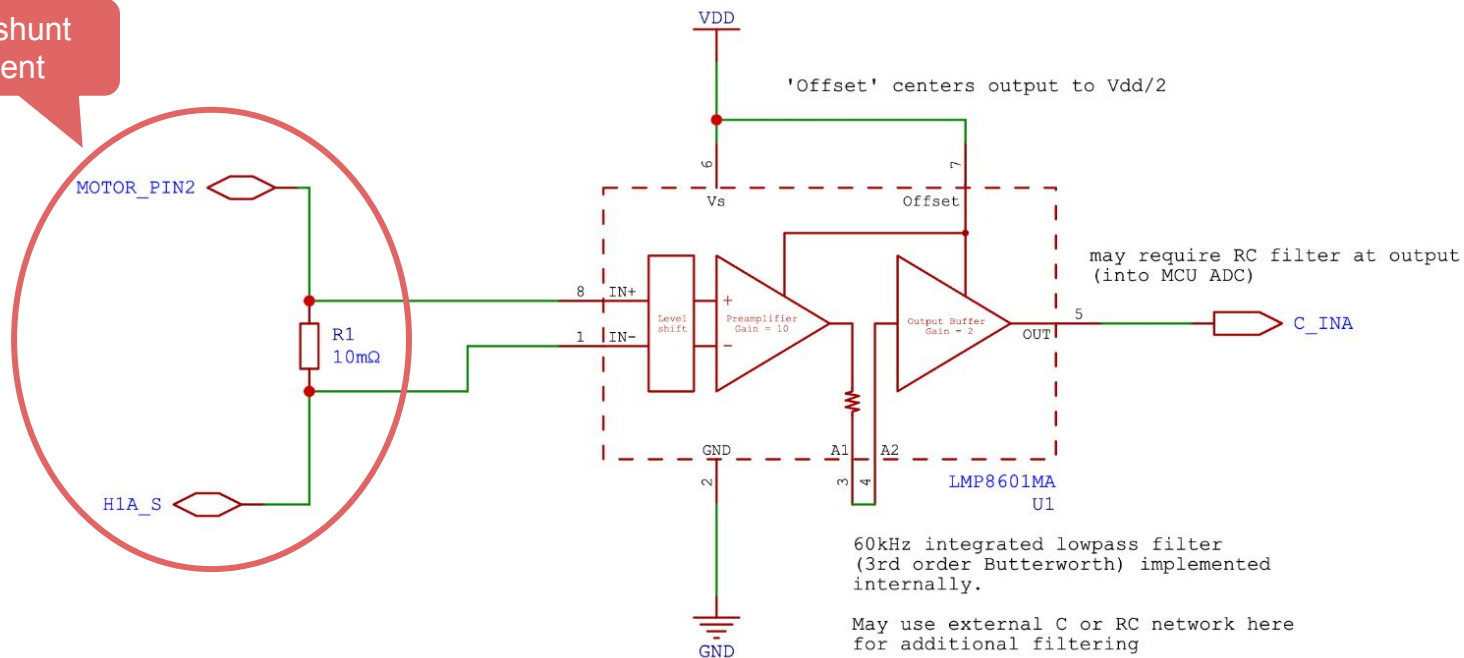 shunt
VDD
'Offset' centers output to Vdd/2
MOTOR_PIN2
6
7
Vs
Offset
may require RC filter at output
(into MCU ADC)
8
IN+
Level
shift
+
Preamplifier
Gain = 10
−
Output Buffer
Gain = 2
OUT
5
C_INA
1
IN-
R1
10mΩ
GND
A1
A2
2
3
4
LMP8601MA
U1
H1A_S
60kHz integrated lowpass filter
(3rd order Butterworth) implemented
internally.
May use external C or RC network here
for additional filtering
GND